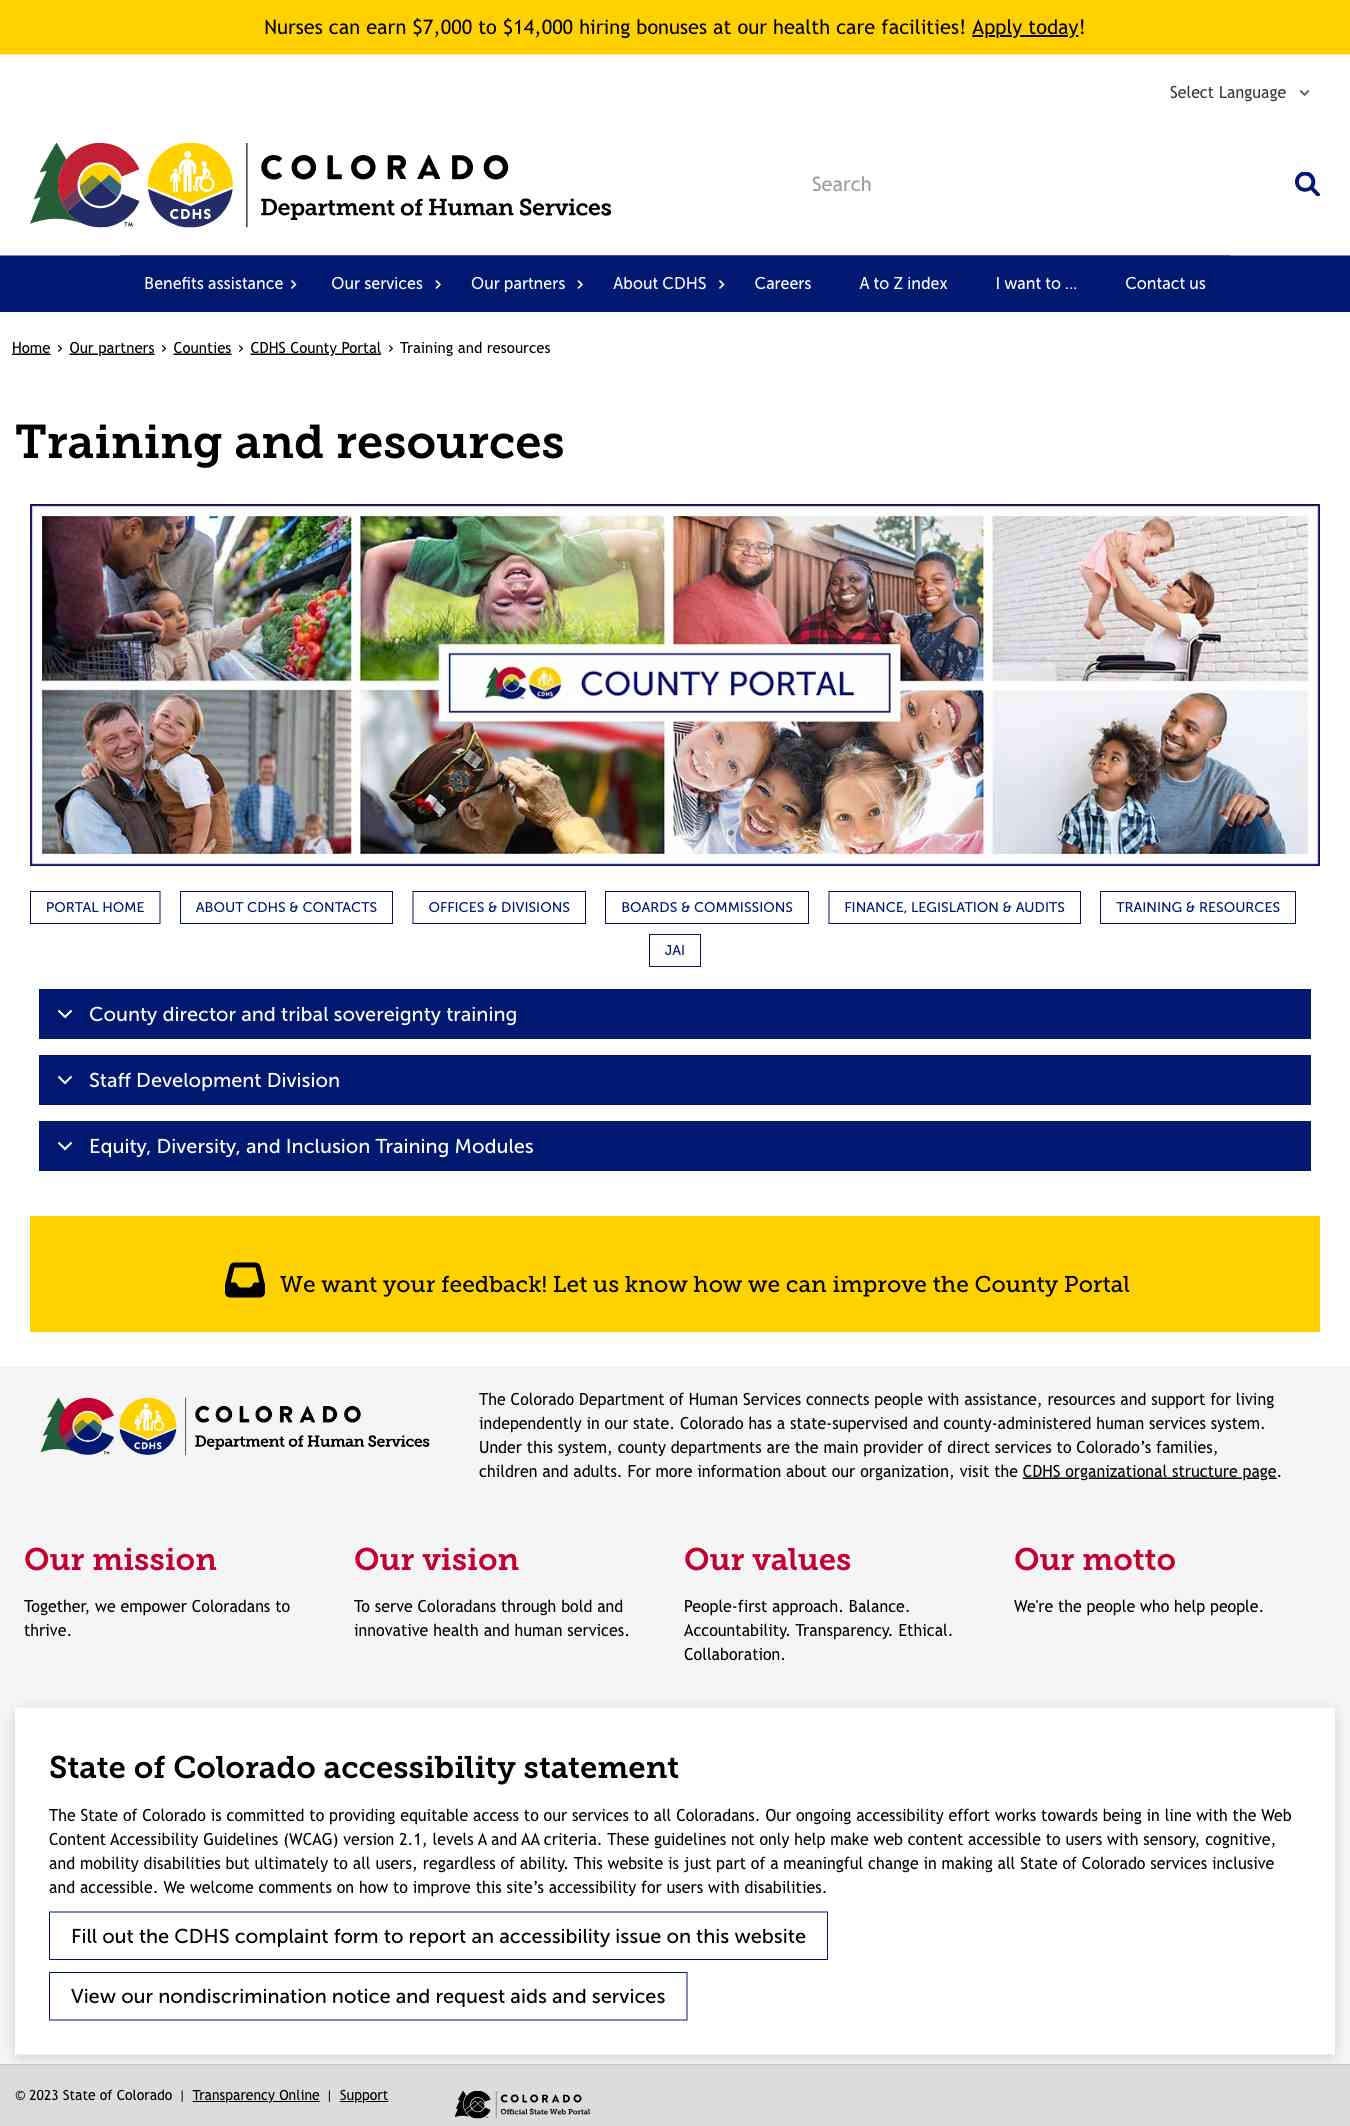 Nurses can earn $7,000 to $14,000 hiring bonuses at our health care facilities! Apply today!
Select Language
COLORADO
Department of Human Services
CDHS
TM
Search
Benefits assistance
Our services
Our partners
About CDHS
Careers
A to Z index
I want to ...
Contact us
Home › Our partners › Counties › CDHS County Portal › Training and resources
Training and resources
CDHS
COUNTY PORTAL
PORTAL HOME
ABOUT CDHS & CONTACTS
OFFICES & DIVISIONS
BOARDS & COMMISSIONS
FINANCE, LEGISLATION & AUDITS
TRAINING & RESOURCES
JAI
County director and tribal sovereignty training
Staff Development Division
Equity, Diversity, and Inclusion Training Modules
We want your feedback! Let us know how we can improve the County Portal
COLORADO
Department of Human Services
CDHS
TM
The Colorado Department of Human Services connects people with assistance, resources and support for living
independently in our state. Colorado has a state-supervised and county-administered human services system.
Under this system, county departments are the main provider of direct services to Colorado’s families,
children and adults. For more information about our organization, visit the CDHS organizational structure page.
Our mission
Together, we empower Coloradans to
thrive.
Our vision
To serve Coloradans through bold and
innovative health and human services.
Our values
People-first approach. Balance.
Accountability. Transparency. Ethical.
Collaboration.
Our motto
We're the people who help people.
State of Colorado accessibility statement
The State of Colorado is committed to providing equitable access to our services to all Coloradans. Our ongoing accessibility effort works towards being in line with the Web
Content Accessibility Guidelines (WCAG) version 2.1, levels A and AA criteria. These guidelines not only help make web content accessible to users with sensory, cognitive,
and mobility disabilities but ultimately to all users, regardless of ability. This website is just part of a meaningful change in making all State of Colorado services inclusive
and accessible. We welcome comments on how to improve this site’s accessibility for users with disabilities.
Fill out the CDHS complaint form to report an accessibility issue on this website
View our nondiscrimination notice and request aids and services
© 2023 State of Colorado | Transparency Online | Support
COLORADO
Official State Web Portal